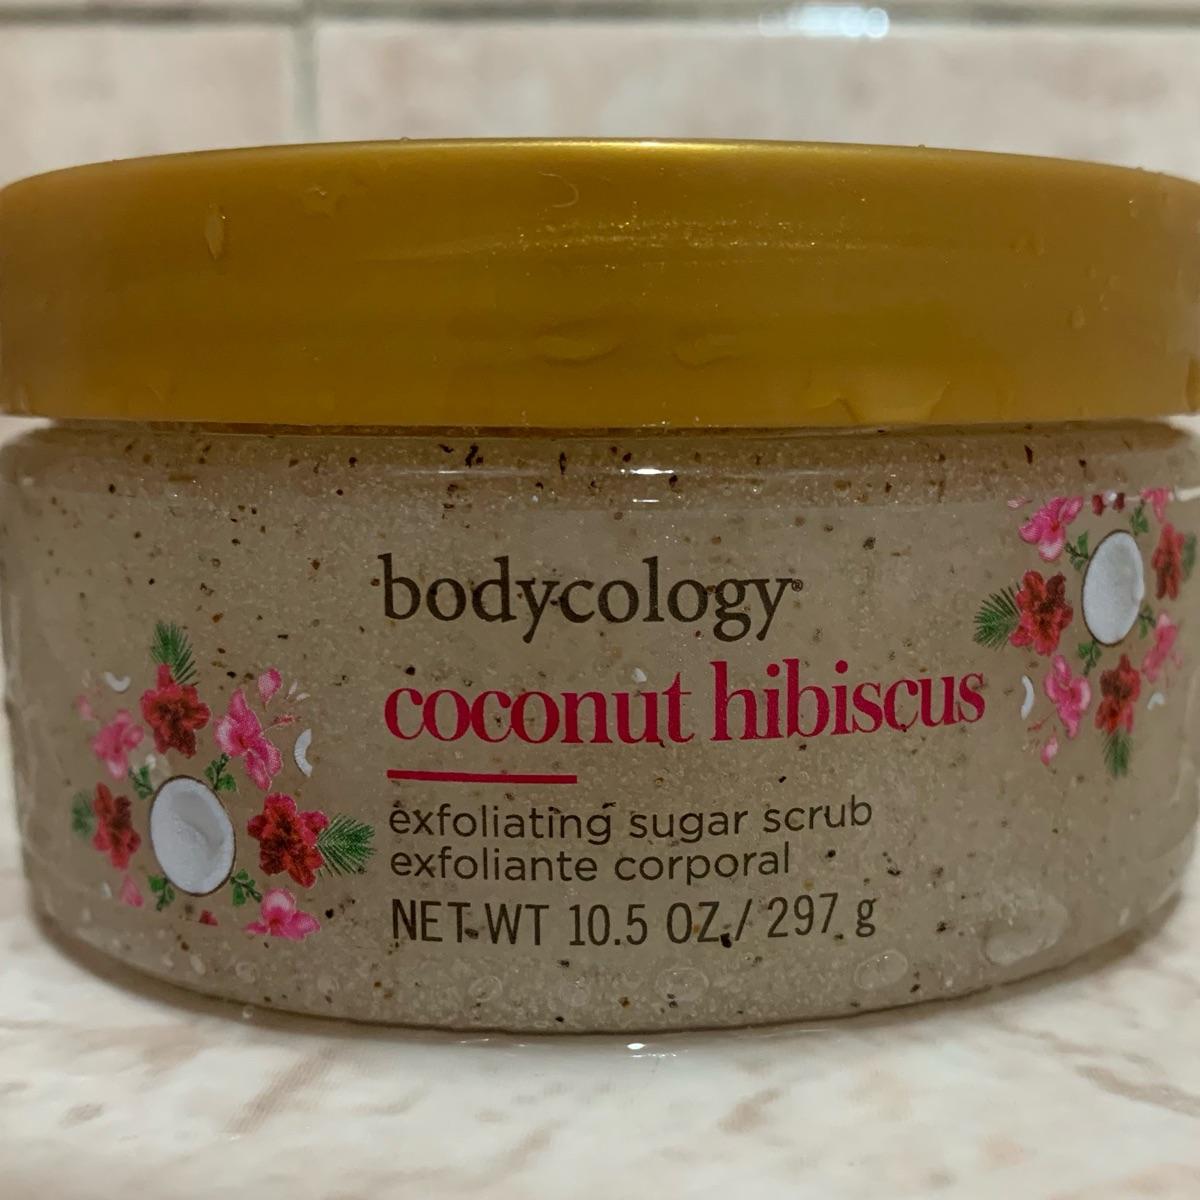 bodycology®
coconut hibiscus
exfoliating sugar scrub
exfoliante corporal
NET WT 10.5 OZ / 297 g